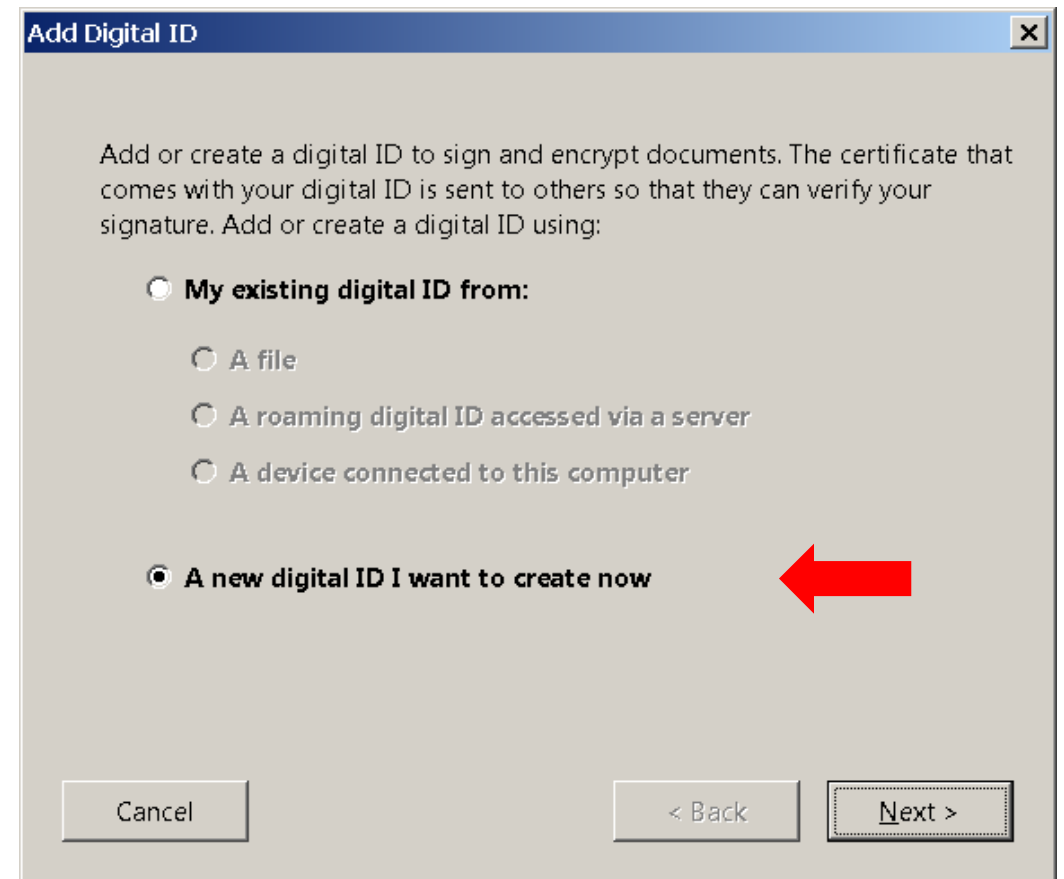 Add Digital ID
Add or create a digital ID to sign and encrypt documents. The certificate that
comes with your digital ID is sent to others so that they can verify your
signature. Add or create a digital ID using:
My existing digital ID from:
A file
A roaming digital ID accessed via a server
A device connected to this computer
A new digital ID I want to create now
Cancel
< Back
Next >